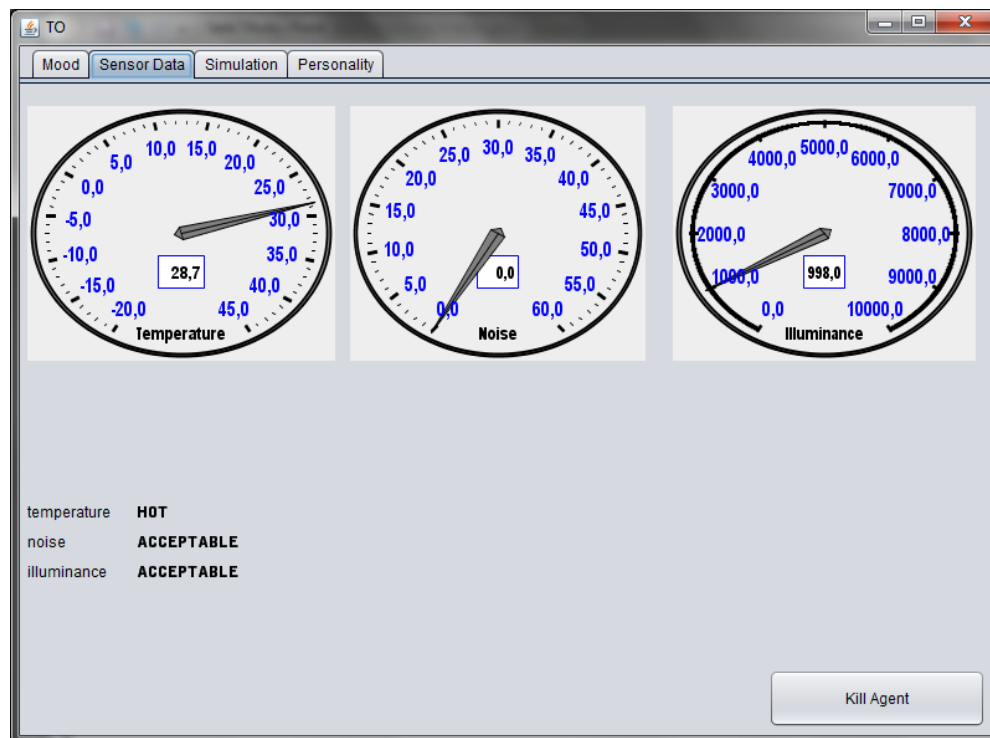 TO
Mood Sensor Data Simulation Personality
-20,0 -15,0 -10,0 -5,0 0,0 5,0 10,0 15,0 20,0 25,0 30,0 35,0 40,0 45,0
28,7
Temperature
0,0 5,0 10,0 15,0 20,0 25,0 30,0 35,0 40,0 45,0 50,0 55,0 60,0
0,0
Noise
0,0 1000,0 2000,0 3000,0 4000,0 5000,0 6000,0 7000,0 8000,0 9000,0 10000,0
998,0
Illuminance
temperature HOT
noise ACCEPTABLE
illuminance ACCEPTABLE
Kill Agent